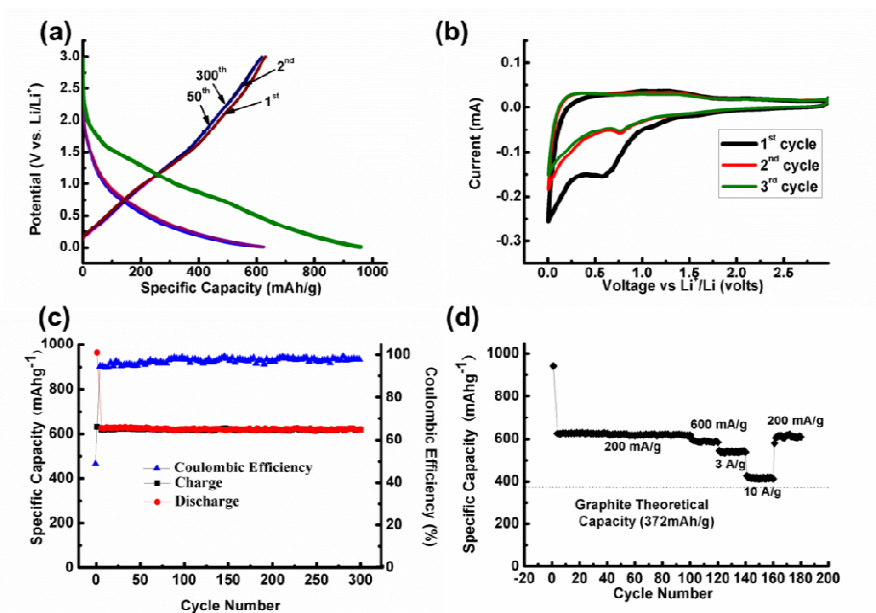 (a)
3.0
2.5
2.0
1.5
1.0
0.5
0.0
Potential (V vs. Li/Li⁺)
300th
2nd
50th
1st
0
200
400
600
800
1000
Specific Capacity (mAh/g)
(b)
0.1
0.0
-0.1
-0.2
-0.3
Current (mA)
1st cycle
2nd cycle
3rd cycle
0.0
0.5
1.0
1.5
2.0
2.5
Voltage vs Li⁺/Li (volts)
(c)
1000
800
600
400
200
0
Specific Capacity (mAhg⁻¹)
100
80
60
40
20
0
Coulombic Efficiency (%)
Coulombic Efficiency
Charge
Discharge
0
50
100
150
200
250
300
Cycle Number
(d)
1000
800
600
400
200
0
Specific Capacity (mAhg⁻¹)
600 mA/g
200 mA/g
200 mA/g
3 A/g
10 A/g
Graphite Theoretical
Capacity (372mAh/g)
-20
0
20
40
60
80
100
120
140
160
180
200
Cycle Number